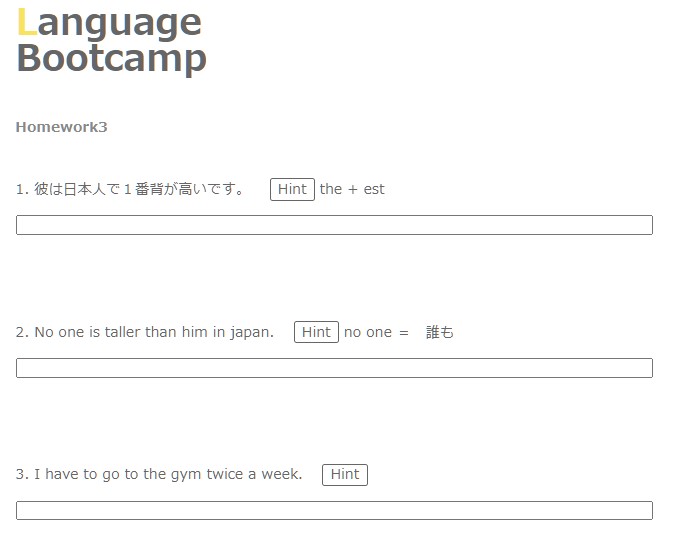 Language
Bootcamp
Homework3
1. 彼は日本人で１番背が高いです。 Hint the + est
2. No one is taller than him in japan. Hint no one = 誰も
3. I have to go to the gym twice a week. Hint